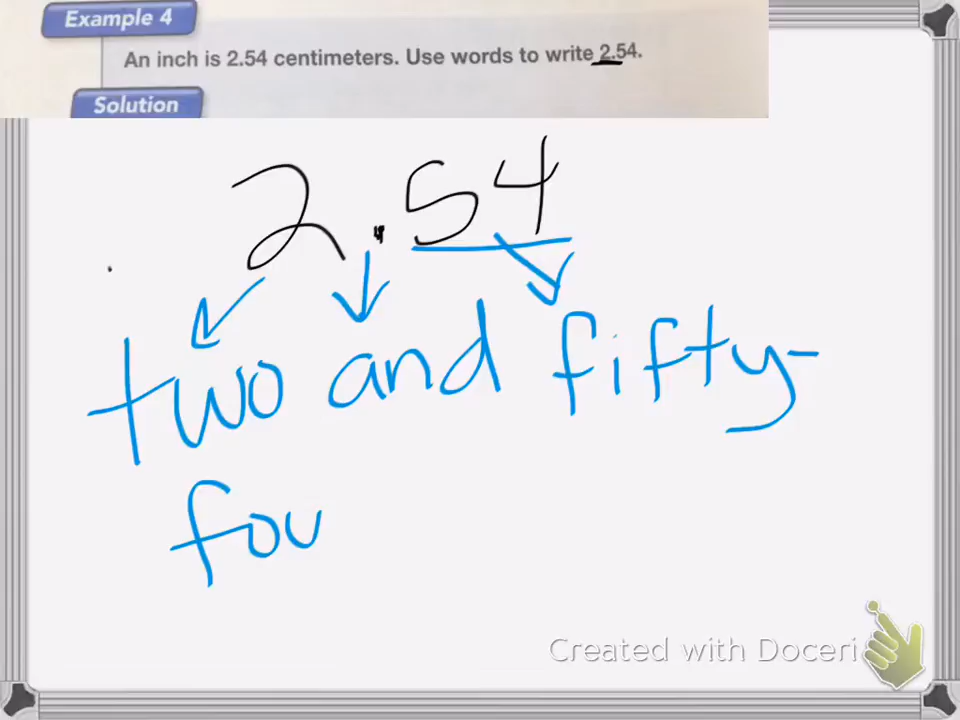 Example 4
An inch is 2.54 centimeters. Use words to write 2.54.
Solution
2.54
two and fifty-
fou
Created with Doceri